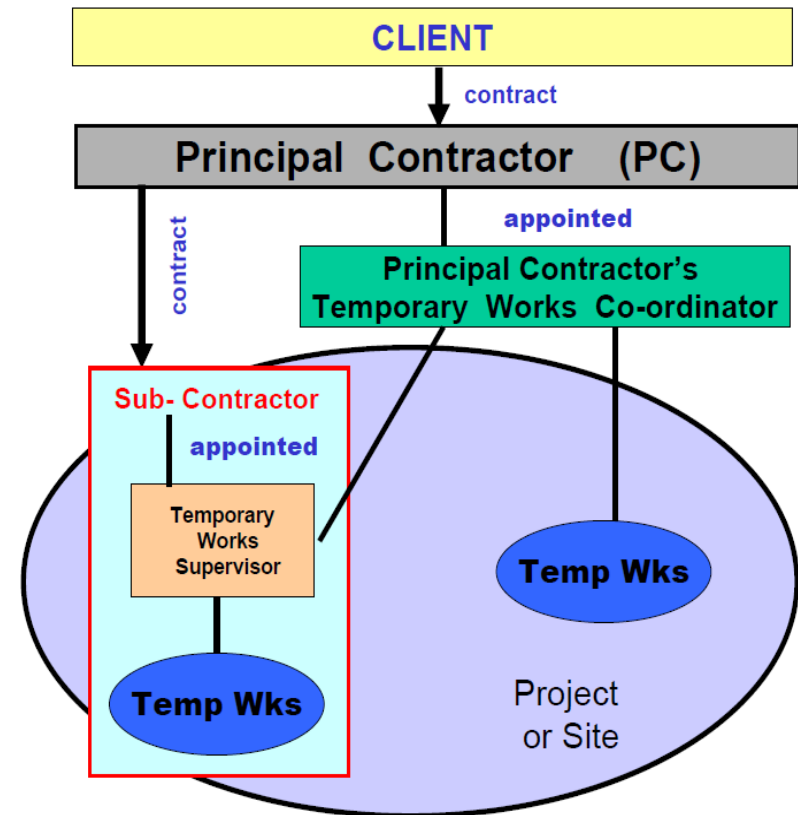 CLIENT
contract
Principal Contractor (PC)
contract
appointed
Principal Contractor's
Temporary Works Co-ordinator
Sub- Contractor
appointed
Temporary
Works
Supervisor
Temp Wks
Temp Wks
Project
or Site